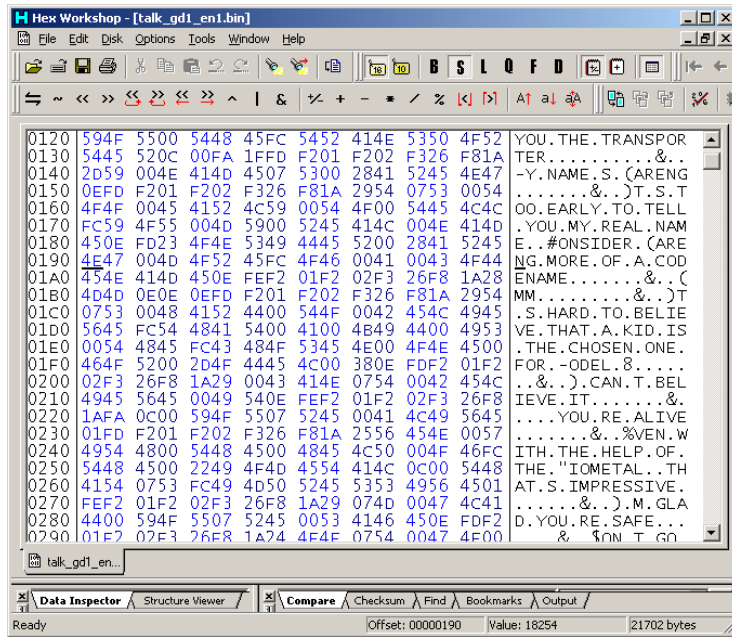 Hex Workshop - [talk_gd1_en1.bin]
File Edit Disk Options Tools Window Help
16 10 B S L Q F D
0120 594F 5500 5448 45FC 5452 414E 5350 4F52 YOU.THE.TRANSPOR
0130 5445 520C 00FA 1FFD F201 F202 F326 F81A TER..........&..
0140 2D59 004E 414D 4507 5300 2841 5245 4E47 -Y.NAME.S.(ARENG
0150 0EFD F201 F202 F326 F81A 2954 0753 0054 .......&..)T.S.T
0160 4F4F 0045 4152 4C59 0054 4F00 5445 4C4C OO.EARLY.TO.TELL
0170 FC59 4F55 004D 5900 5245 414C 004E 414D .YOU.MY.REAL.NAM
0180 450E FD23 4F4E 5349 4445 5200 2841 5245 E..#ONSIDER.(ARE
0190 4E47 004D 4F52 45FC 4F46 0041 0043 4F44 NG.MORE.OF.A.COD
01A0 454E 414D 450E FEF2 01F2 02F3 26F8 1A28 ENAME.......&..(
01B0 4D4D 0E0E 0EFD F201 F202 F326 F81A 2954 MM.........&..)T
01C0 0753 0048 4152 4400 544F 0042 454C 4945 .S.HARD.TO.BELIE
01D0 5645 FC54 4841 5400 4100 4B49 4400 4953 VE.THAT.A.KID.IS
01E0 0054 4845 FC43 484F 5345 4E00 4F4E 4500 .THE.CHOSEN.ONE.
01F0 464F 5200 2D4F 4445 4C00 380E FDF2 01F2 FOR.-ODEL.8.....
0200 02F3 26F8 1A29 0043 414E 0754 0042 454C ..&..).CAN.T.BEL
0210 4945 5645 0049 540E FEF2 01F2 02F3 26F8 IEVE.IT.......&.
0220 1AFA 0C00 594F 5507 5245 0041 4C49 5645 ....YOU.RE.ALIVE
0230 01FD F201 F202 F326 F81A 2556 454E 0057 .......&..%VEN.W
0240 4954 4800 5448 4500 4845 4C50 004F 46FC ITH.THE.HELP.OF.
0250 5448 4500 2249 4F4D 4554 414C 0C00 5448 THE."IOMETAL..TH
0260 4154 0753 FC49 4D50 5245 5353 4956 4501 AT.S.IMPRESSIVE.
0270 FEF2 01F2 02F3 26F8 1A29 074D 0047 4C41 ......&..).M.GLA
0280 4400 594F 5507 5245 0053 4146 450E FDF2 D.YOU.RE.SAFE...
0290 01F2 02F3 26F8 1A24 4F4E 0754 0047 4F00 ....&..$ON.T.GO.
talk_gd1_en...
Data Inspector Structure Viewer Compare Checksum Find Bookmarks Output
Ready Offset: 00000190 Value: 18254 21702 bytes